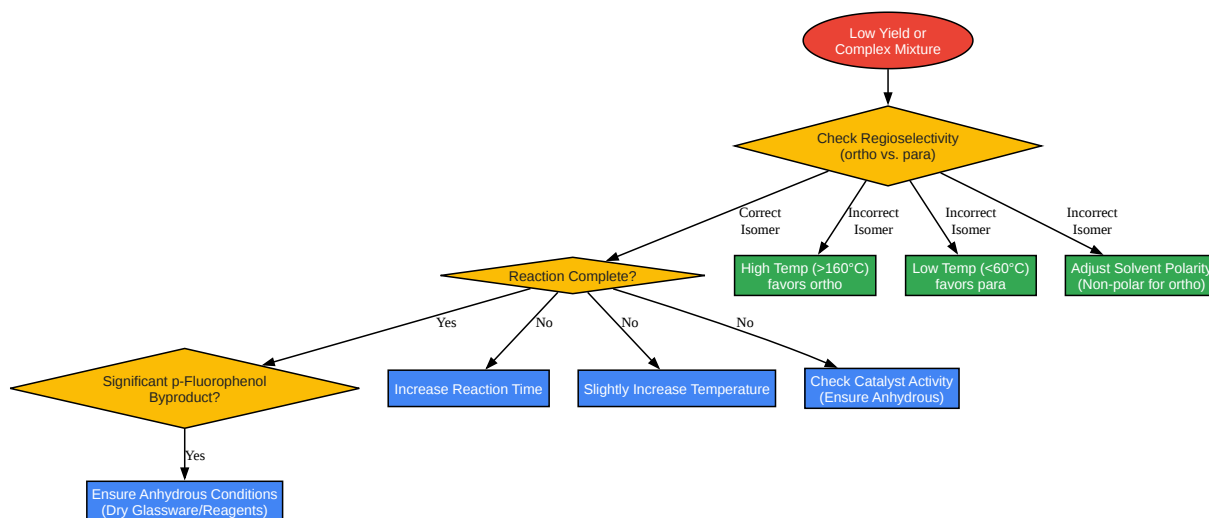 Low Yield or
Complex Mixture
Check Regioselectivity
(ortho vs. para)
Correct
Isomer
Incorrect
Isomer
Incorrect
Isomer
Incorrect
Isomer
Reaction Complete?
High Temp (>160°C)
favors ortho
Low Temp (<60°C)
favors para
Adjust Solvent Polarity
(Non-polar for ortho)
Yes
No
No
No
Significant p-Fluorophenol
Byproduct?
Increase Reaction Time
Slightly Increase Temperature
Check Catalyst Activity
(Ensure Anhydrous)
Yes
Ensure Anhydrous Conditions
(Dry Glassware/Reagents)